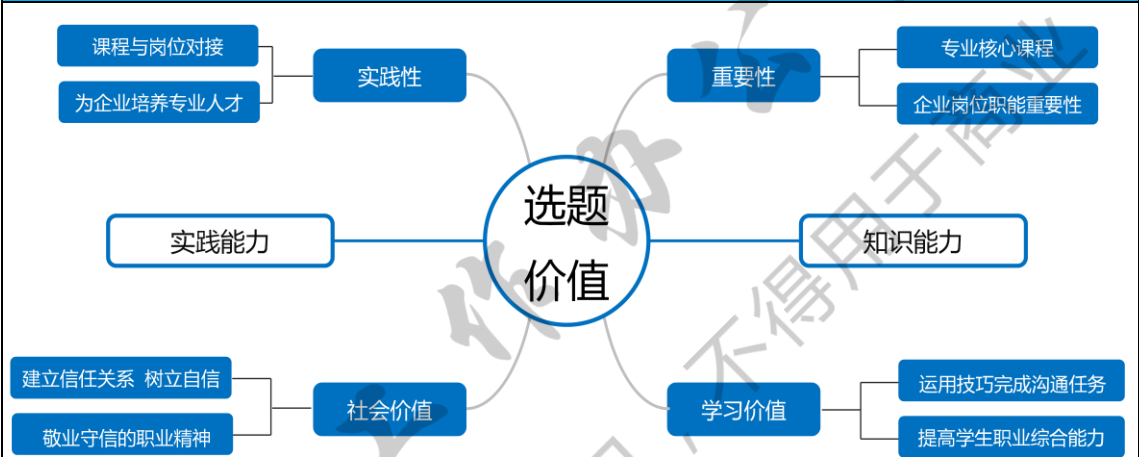 课程与岗位对接
为企业培养专业人才
实践性
重要性
专业核心课程
企业岗位职能重要性
实践能力
选题
价值
知识能力
建立信任关系 树立自信
敬业守信的职业精神
社会价值
学习价值
运用技巧完成沟通任务
提高学生职业综合能力
不得用于商业